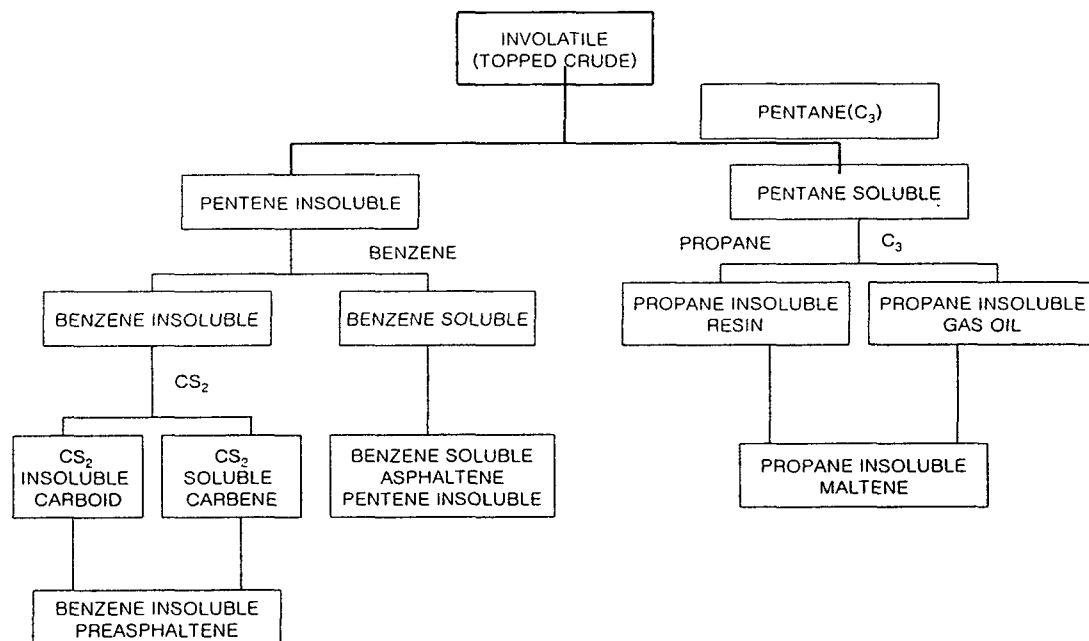 INVOLATILE
(TOPPED CRUDE)
PENTANE(C₃)
PENTENE INSOLUBLE
PENTANE SOLUBLE
BENZENE
PROPANE
C₃
BENZENE INSOLUBLE
BENZENE SOLUBLE
PROPANE INSOLUBLE
RESIN
PROPANE INSOLUBLE
GAS OIL
CS₂
CS₂
INSOLUBLE
CARBOID
CS₂
SOLUBLE
CARBENE
BENZENE SOLUBLE
ASPHALTENE
PENTENE INSOLUBLE
PROPANE INSOLUBLE
MALTENE
BENZENE INSOLUBLE
PREASPHALTENE